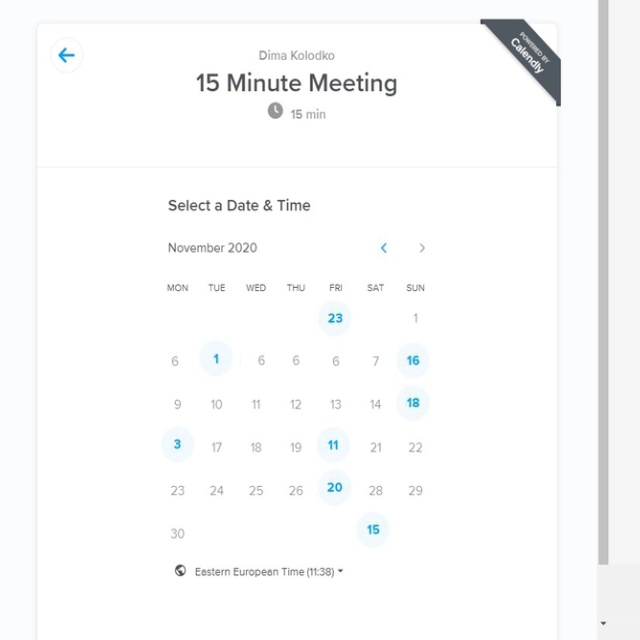 POWERED BY
Calendly
Dima Kolodko
15 Minute Meeting
15 min
Select a Date & Time
November 2020
MON TUE WED THU FRI SAT SUN
23 1
6 1 6 6 6 7 16
9 10 11 12 13 14 18
3 17 18 19 11 21 22
23 24 25 26 20 28 29
30 15
Eastern European Time (11:38)